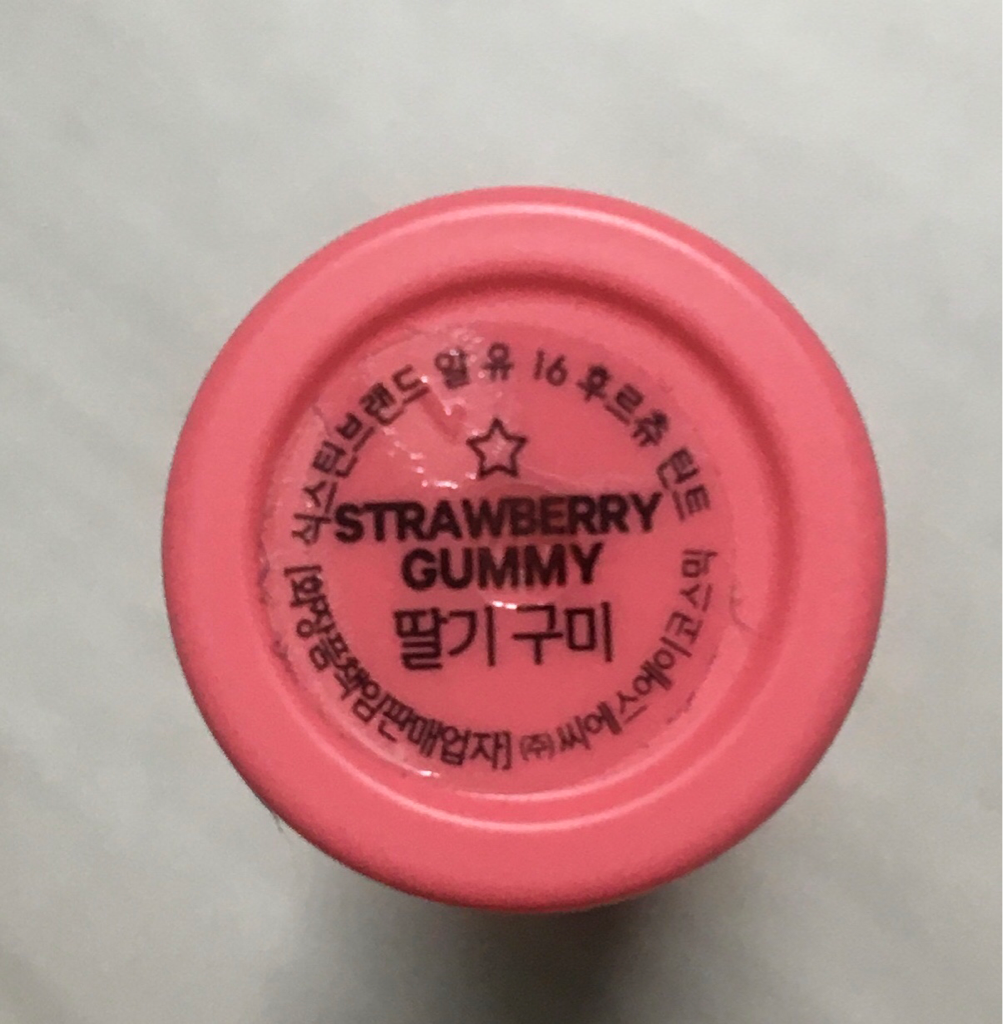 식스틴브랜드 알유 16 후르츄 틴트
STRAWBERRY
GUMMY
딸기 구미
[화장품책임판매업자] ㈜씨에스에이코스믹